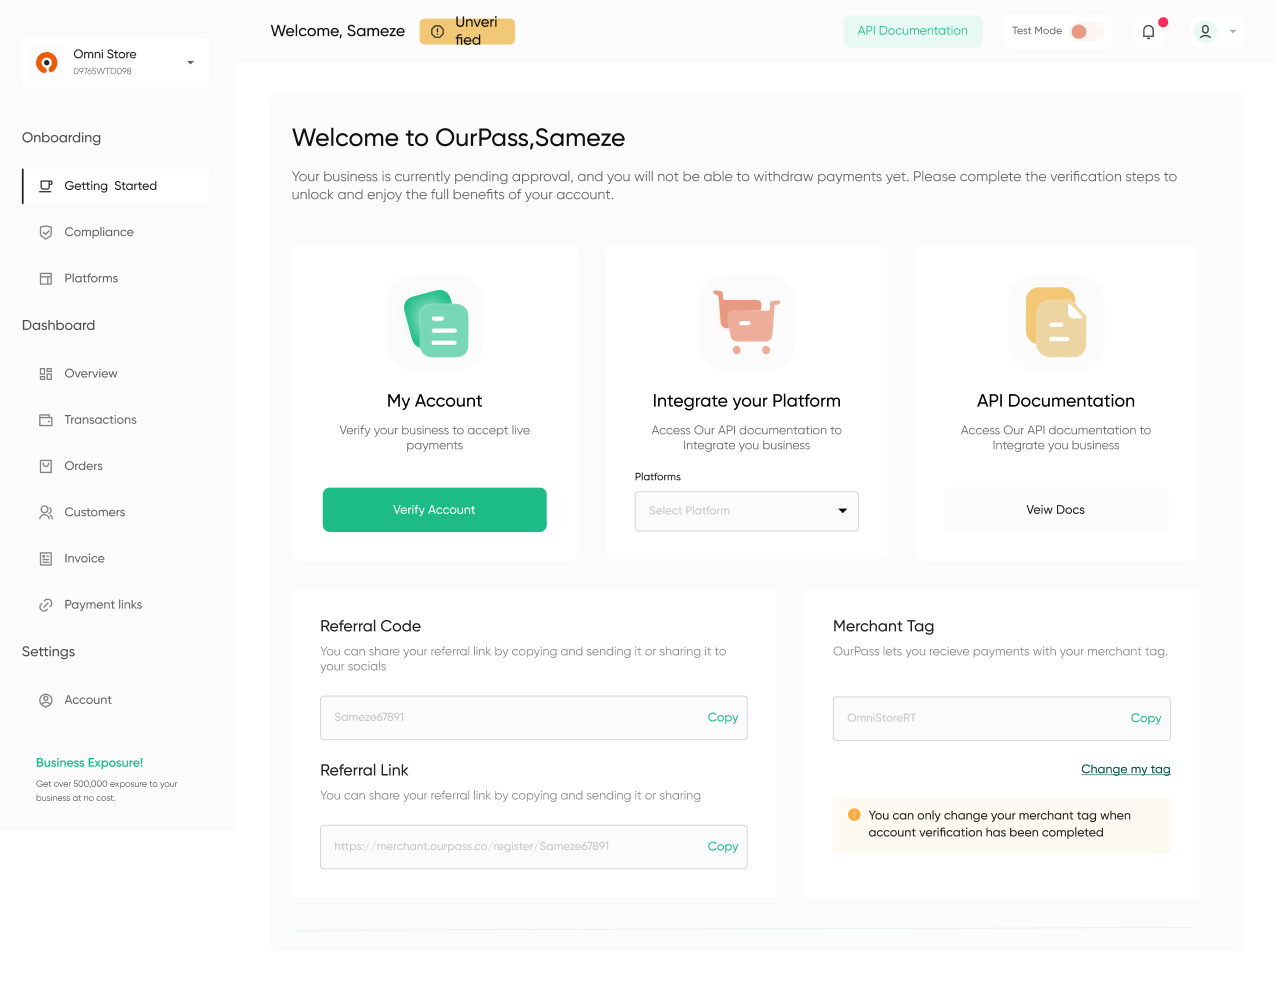 Omni Store
09765WTD098
Onboarding
Getting Started
Compliance
Platforms
Dashboard
Overview
Transactions
Orders
Customers
Invoice
Payment links
Settings
Account
Business Exposure!
Get over 500,000 exposure to your
business at no cost.
Welcome, Sameze
Unveri
fied
API Documentation
Test Mode
Welcome to OurPass,Sameze
Your business is currently pending approval, and you will not be able to withdraw payments yet. Please complete the verification steps to
unlock and enjoy the full benefits of your account.
My Account
Verify your business to accept live
payments
Verify Account
Integrate your Platform
Access Our API documentation to
Integrate you business
Platforms
Select Platform
API Documentation
Access Our API documentation to
Integrate you business
Veiw Docs
Referral Code
You can share your referral link by copying and sending it or sharing it to
your socials
Sameze67891
Copy
Referral Link
You can share your referral link by copying and sending it or sharing
https://merchant.ourpass.co/register/Sameze67891
Copy
Merchant Tag
OurPass lets you recieve payments with your merchant tag.
OmniStoreRT
Copy
Change my tag
You can only change your merchant tag when
account verification has been completed